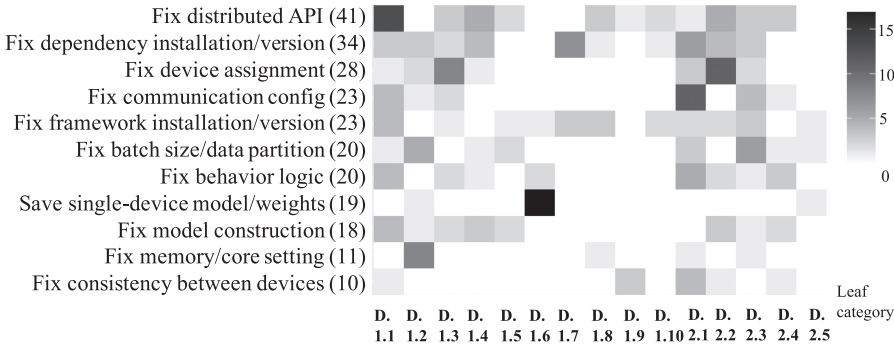 Fix distributed API (41)
Fix dependency installation/version (34)
Fix device assignment (28)
Fix communication config (23)
Fix framework installation/version (23)
Fix batch size/data partition (20)
Fix behavior logic (20)
Save single-device model/weights (19)
Fix model construction (18)
Fix memory/core setting (11)
Fix consistency between devices (10)
15
10
5
0
Leaf
category
D. D. D. D. D. D. D. D. D. D. D. D. D. D. D.
1.1 1.2 1.3 1.4 1.5 1.6 1.7 1.8 1.9 1.10 2.1 2.2 2.3 2.4 2.5